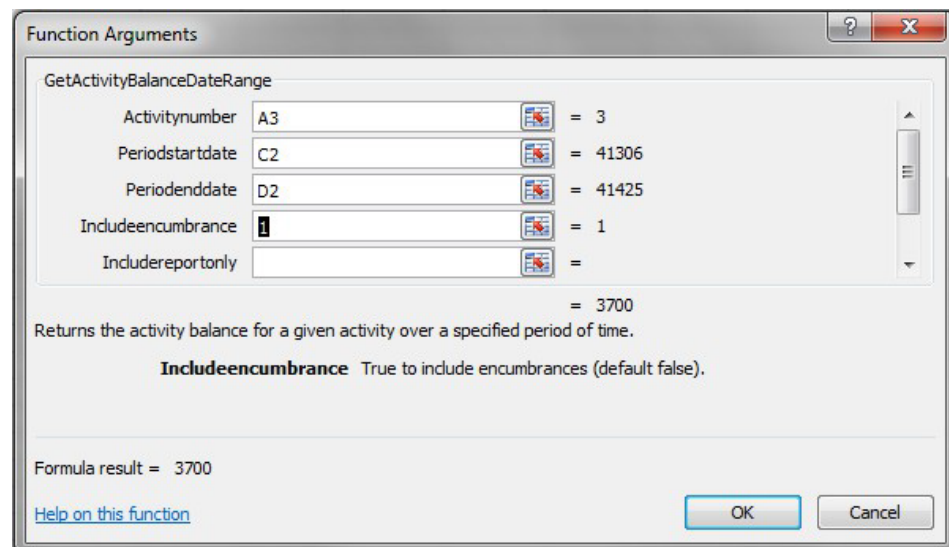 Function Arguments
? X
GetActivityBalanceDateRange
Activitynumber A3 = 3
Periodstartdate C2 = 41306
Periodenddate D2 = 41425
Includeencumbrance 1 = 1
Includereportonly =
= 3700
Returns the activity balance for a given activity over a specified period of time.
Includeencumbrance True to include encumbrances (default false).
Formula result = 3700
Help on this function OK Cancel